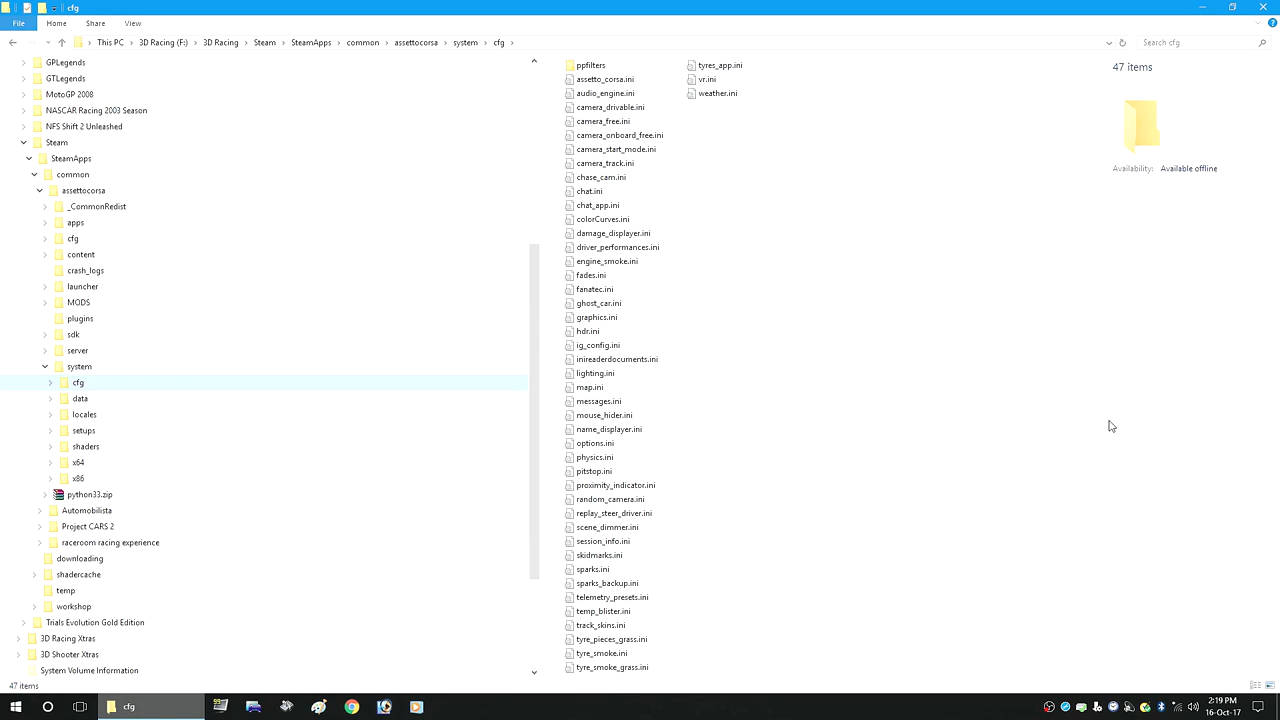 cfg
File
Home
Share
View
This PC
3D Racing (F:)
3D Racing
Steam
SteamApps
common
assettocorsa
system
cfg
Search cfg
GPLegends
GTLegends
MotoGP 2008
NASCAR Racing 2003 Season
NFS Shift 2 Unleashed
Steam
SteamApps
common
assettocorsa
_CommonRedist
apps
cfg
content
crash_logs
launcher
MODS
plugins
sdk
server
system
cfg
data
locales
setups
shaders
x64
x86
python33.zip
Automobilista
Project CARS 2
raceroom racing experience
downloading
shadercache
temp
workshop
Trials Evolution Gold Edition
3D Racing Xtras
3D Shooter Xtras
System Volume Information
ppfilters
assetto_corsa.ini
audio_engine.ini
camera_drivable.ini
camera_free.ini
camera_onboard_free.ini
camera_start_mode.ini
camera_track.ini
chase_cam.ini
chat.ini
chat_app.ini
colorCurves.ini
damage_displayer.ini
driver_performances.ini
engine_smoke.ini
fades.ini
fanatec.ini
ghost_car.ini
graphics.ini
hdr.ini
ig_config.ini
inireaderdocuments.ini
lighting.ini
map.ini
messages.ini
mouse_hider.ini
name_displayer.ini
options.ini
physics.ini
pitstop.ini
proximity_indicator.ini
random_camera.ini
replay_steer_driver.ini
scene_dimmer.ini
session_info.ini
skidmarks.ini
sparks.ini
sparks_backup.ini
telemetry_presets.ini
temp_blister.ini
track_skins.ini
tyre_pieces_grass.ini
tyre_smoke.ini
tyre_smoke_grass.ini
tyres_app.ini
vr.ini
weather.ini
47 items
Availability: Available offline
47 items
cfg
2:19 PM
16-Oct-17